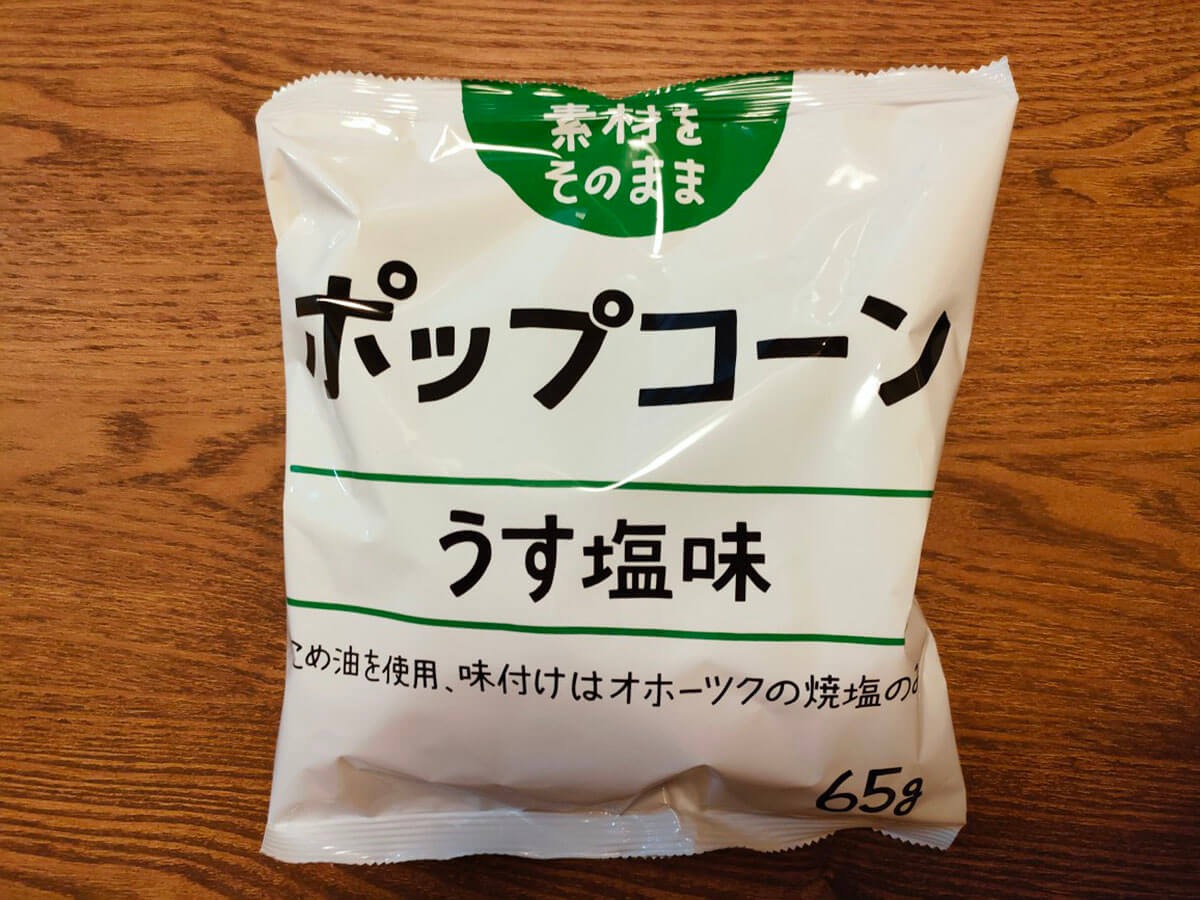 素材を
そのまま
ポップコーン
うす塩味
こめ油を使用、味付けはオホーツクの焼塩のみ
65g